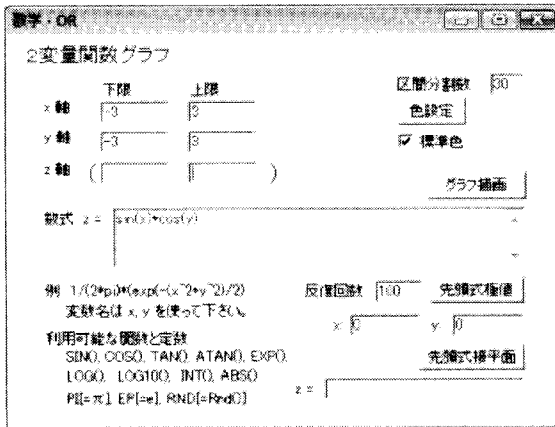 数学・OR
2変量関数グラフ
下限 上限 区間分割数 30
x 軸 -3 3 色設定
y 軸 -3 3 標準色
z 軸 ( )
グラフ描画
数式 z = sin(x)*cos(y)
例 1/(2*pi)*(exp(-(x^2+y^2)/2) 反復回数 100 先頭式極値
変数名は x, y を使って下さい。 x 0 y 0
利用可能な関数と定数
SIN(), COS(), TAN(), ATAN(), EXP(), 先頭式接平面
LOG(), LOG10(), INT(), ABS()
PI[=π], EP[=e], RND[=Rnd()] z =